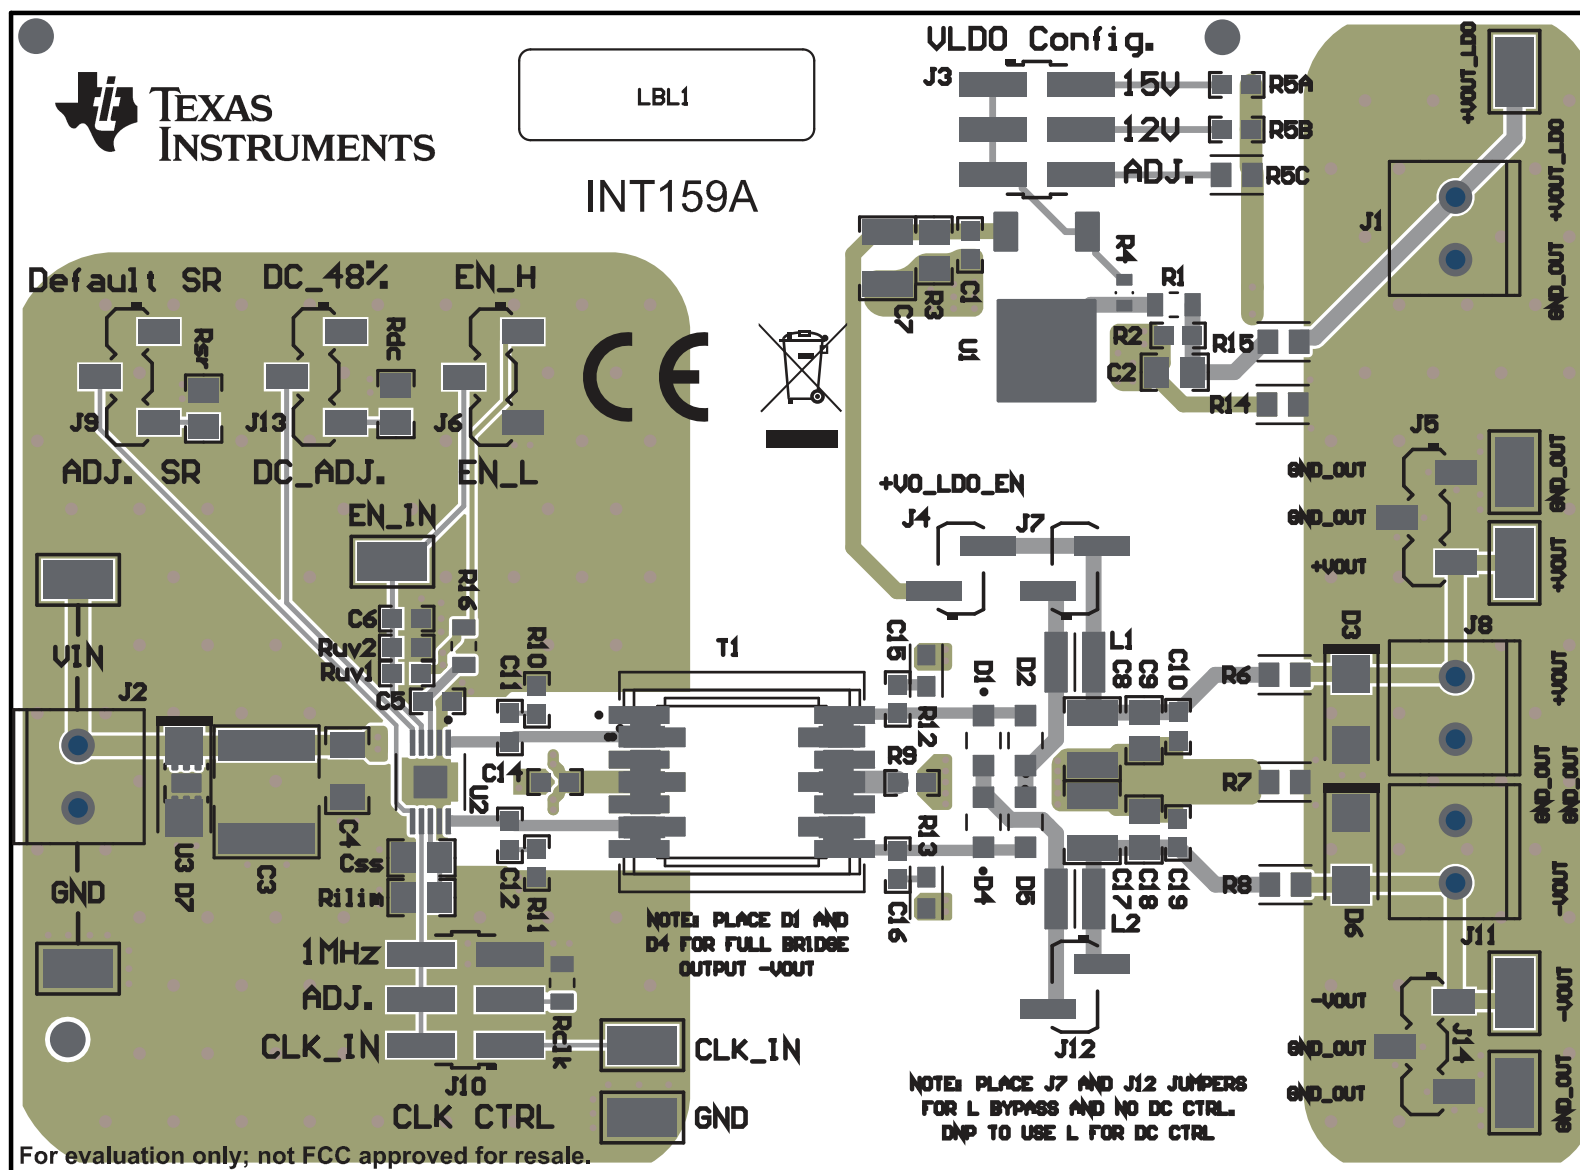 VLDO Config.
TEXAS
INSTRUMENTS
LBL1
INT159A
J3
15V
R5A
12V
R5B
ADJ.
R5C
+VOUT_LDO
+VOUT_LDO
J1
GND_OUT
Default SR
DC_48%
EN_H
Rsr
Rdc
J9
J13
J6
ADJ. SR
DC_ADJ.
EN_L
EN_IN
CE
C7
R3
C1
U1
R4
R1
R2
C2
R15
R14
J5
GND_OUT
GND_OUT
GND_OUT
+VOUT
+VOUT
+VO_LDO_EN
J4
J7
R16
C6
Ruv2
Ruv1
C5
VIN
J2
R10
C11
T1
C15
R12
D1.
D2
L1
C8
C9
C10
R6
D3
J8
+VOUT
C14
U2
R9
R7
GND_OUT
GND_OUT
U3
D7
C3
C4
Css
Rilim
GND
C12
R11
R13
C16
.D4
D5
L2
C17
C18
C19
R8
D6
J11
-VOUT
NOTE: PLACE D1 AND
D4 FOR FULL BRIDGE
OUTPUT -VOUT
1MHz
ADJ.
CLK_IN
Rclk
J10
CLK CTRL
CLK_IN
GND
J12
NOTE: PLACE J7 AND J12 JUMPERS
FOR L BYPASS AND NO DC CTRL.
DNP TO USE L FOR DC CTRL
-VOUT
-VOUT
J14
GND_OUT
GND_OUT
GND_OUT
For evaluation only; not FCC approved for resale.